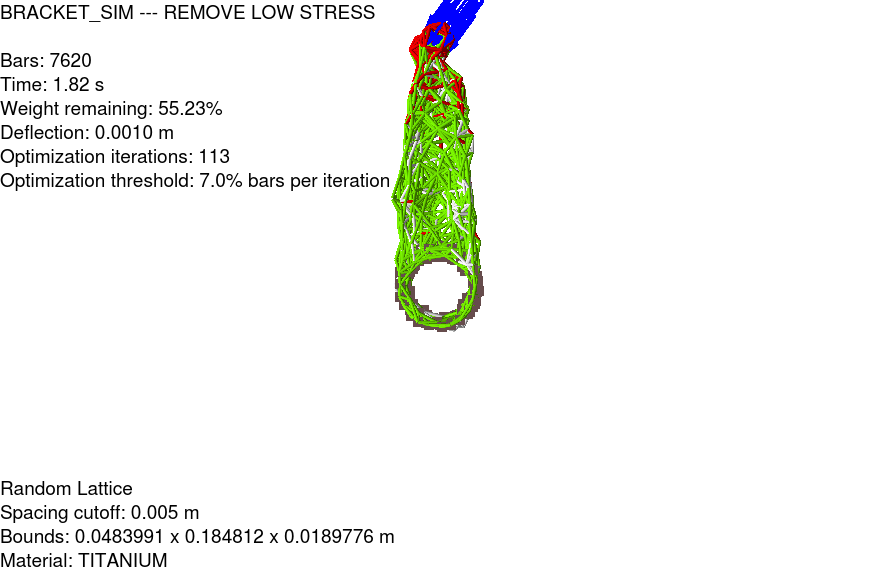 BRACKET_SIM --- REMOVE LOW STRESS
Bars: 7620
Time: 1.82 s
Weight remaining: 55.23%
Deflection: 0.0010 m
Optimization iterations: 113
Optimization threshold: 7.0% bars per iteration
Random Lattice
Spacing cutoff: 0.005 m
Bounds: 0.0483991 x 0.184812 x 0.0189776 m
Material: TITANIUM